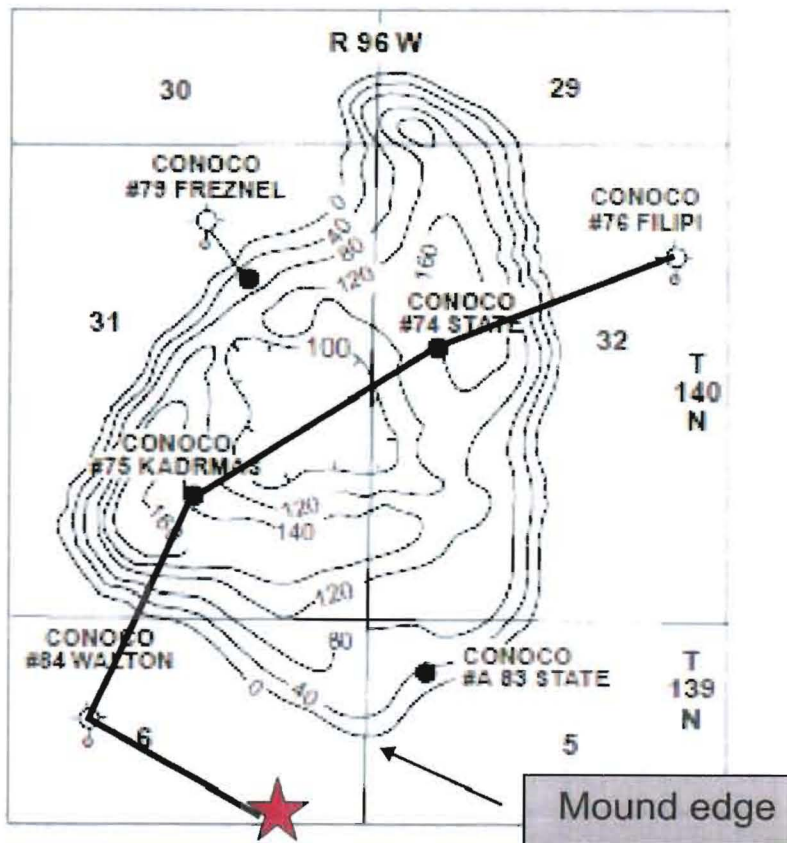 R 96 W
30
29
CONOCO
#79 FREZNEL
CONOCO
#76 FILIPI
0
40
80
120
160
CONOCO
#74 STATE
31
32
100
T
140
N
CONOCO
#75 KADRMAS
120
140
120
80
CONOCO
#84 WALTON
CONOCO
#A 83 STATE
T
139
N
0
40
6
5
Mound edge